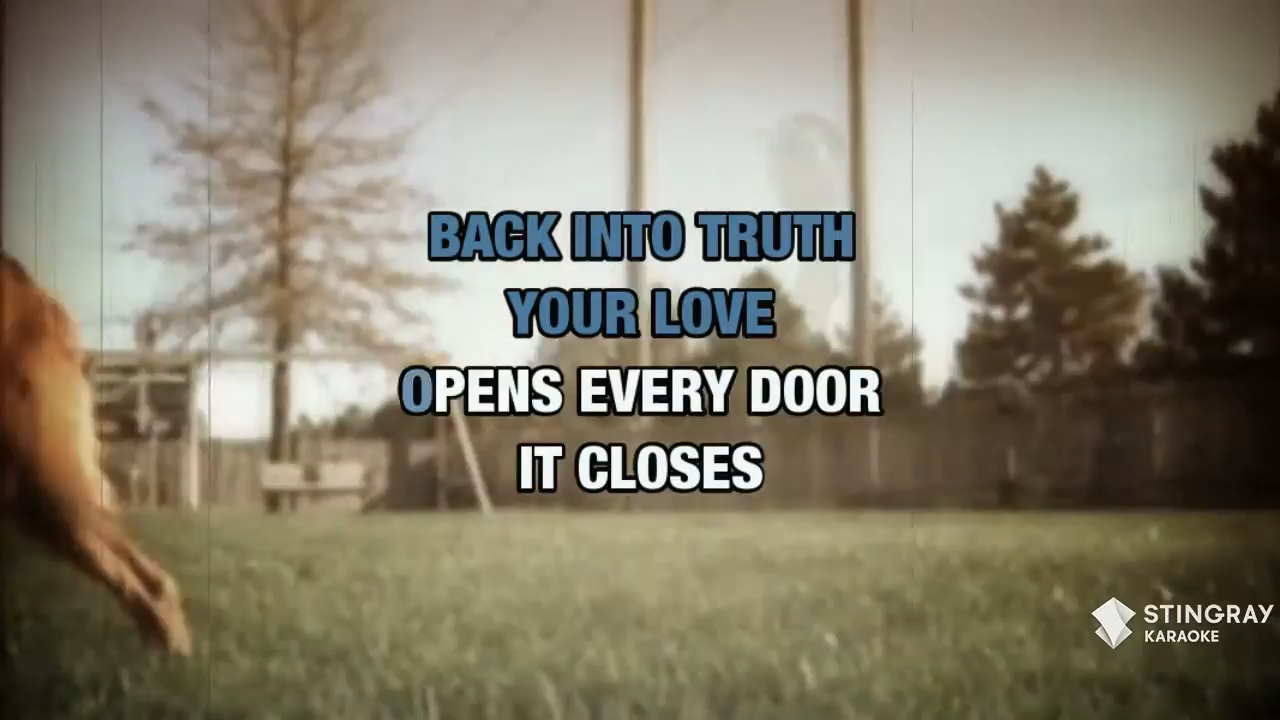 BACK INTO TRUTH
YOUR LOVE
OPENS EVERY DOOR
IT CLOSES
STINGRAY
KARAOKE